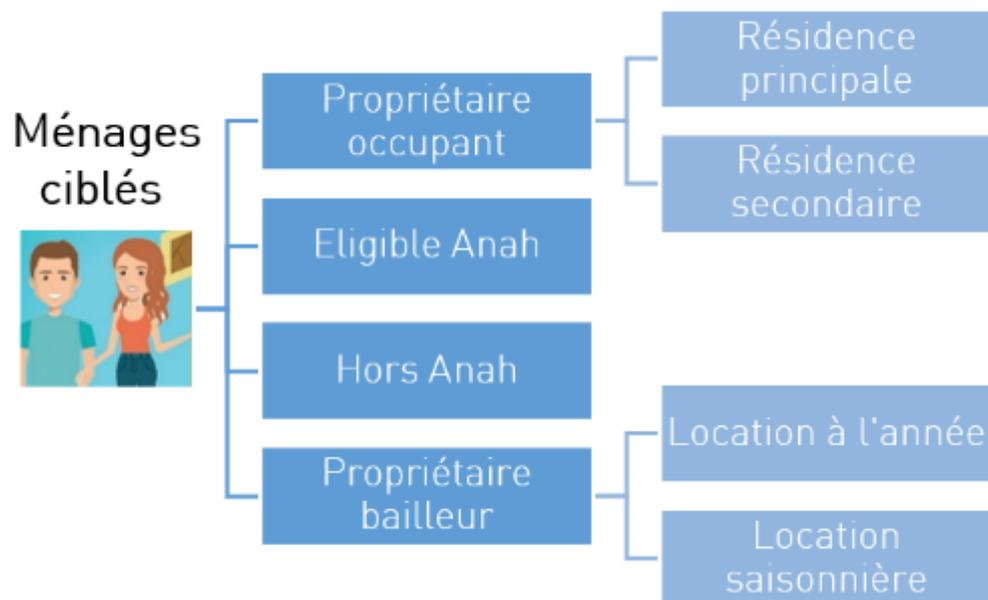 Ménages
ciblés
Propriétaire
occupant
Résidence
principale
Résidence
secondaire
Eligible Anah
Hors Anah
Propriétaire
bailleur
Location à l'année
Location
saisonnière